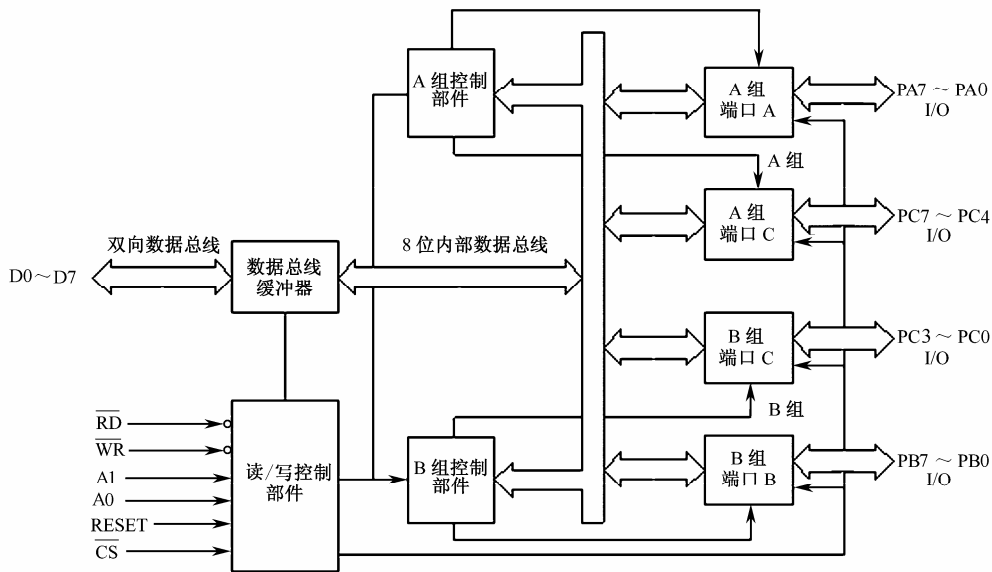 A 组控制
部件
A 组
端口 A
PA7 ～ PA0
I/O
A 组
A 组
端口 C
PC7 ～ PC4
I/O
双向数据总线
8 位内部数据总线
D0～D7
数据总线
缓冲器
B 组
端口 C
PC3 ～ PC0
I/O
B 组
RD
WR
A1
A0
RESET
CS
读/写控制
部件
B 组控制
部件
B 组
端口 B
PB7 ～ PB0
I/O